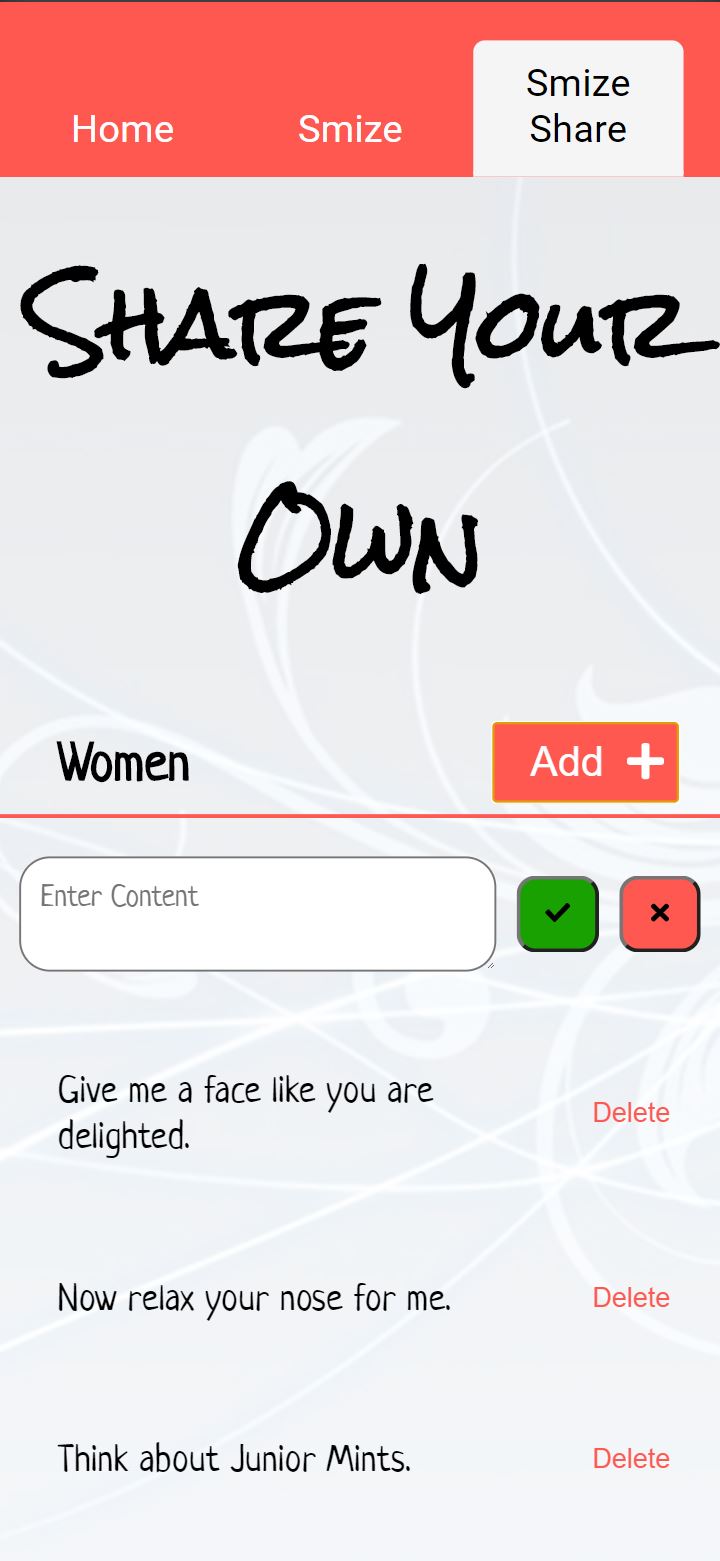 Home
Smize
Smize
Share
Share Your
Own
Women
Add
Enter Content
Give me a face like you are
delighted.
Delete
Now relax your nose for me.
Delete
Think about Junior Mints.
Delete